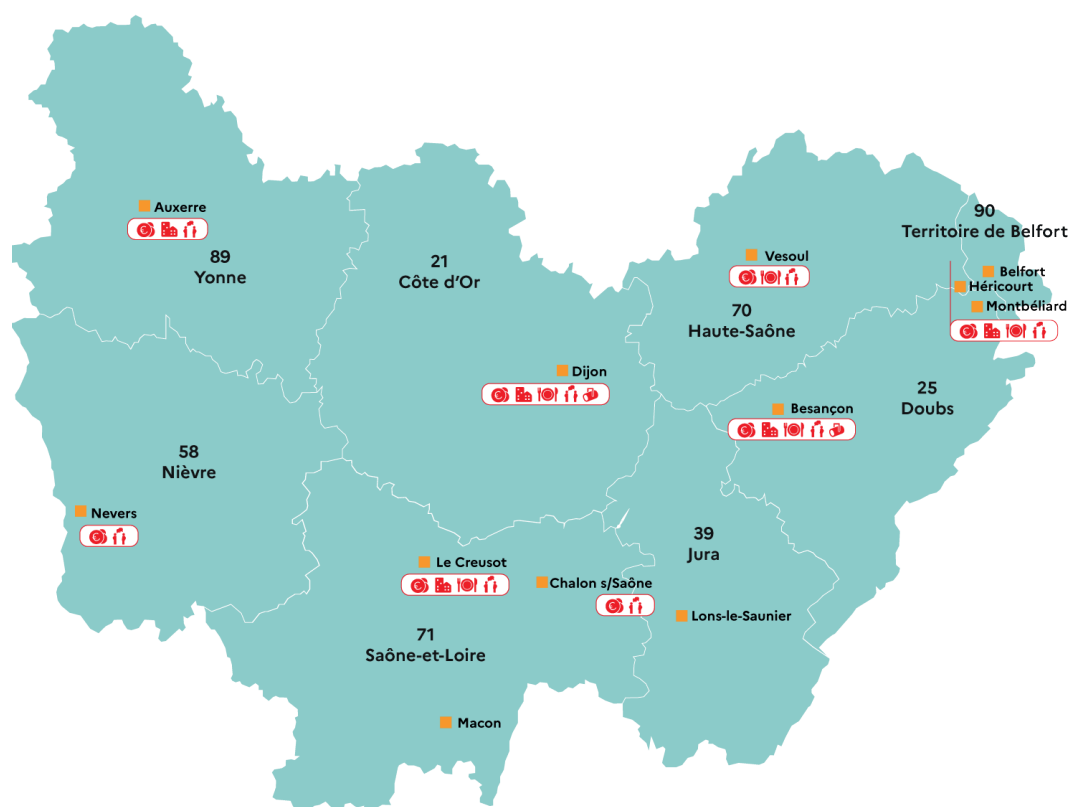 Auxerre
89
Yonne
21
Côte d’Or
Vesoul
70
Haute-Saône
90
Territoire de Belfort
Belfort
Héricourt
Montbéliard
Dijon
Besançon
25
Doubs
58
Nièvre
Nevers
39
Jura
Le Creusot
Chalon s/Saône
Lons-le-Saunier
71
Saône-et-Loire
Macon